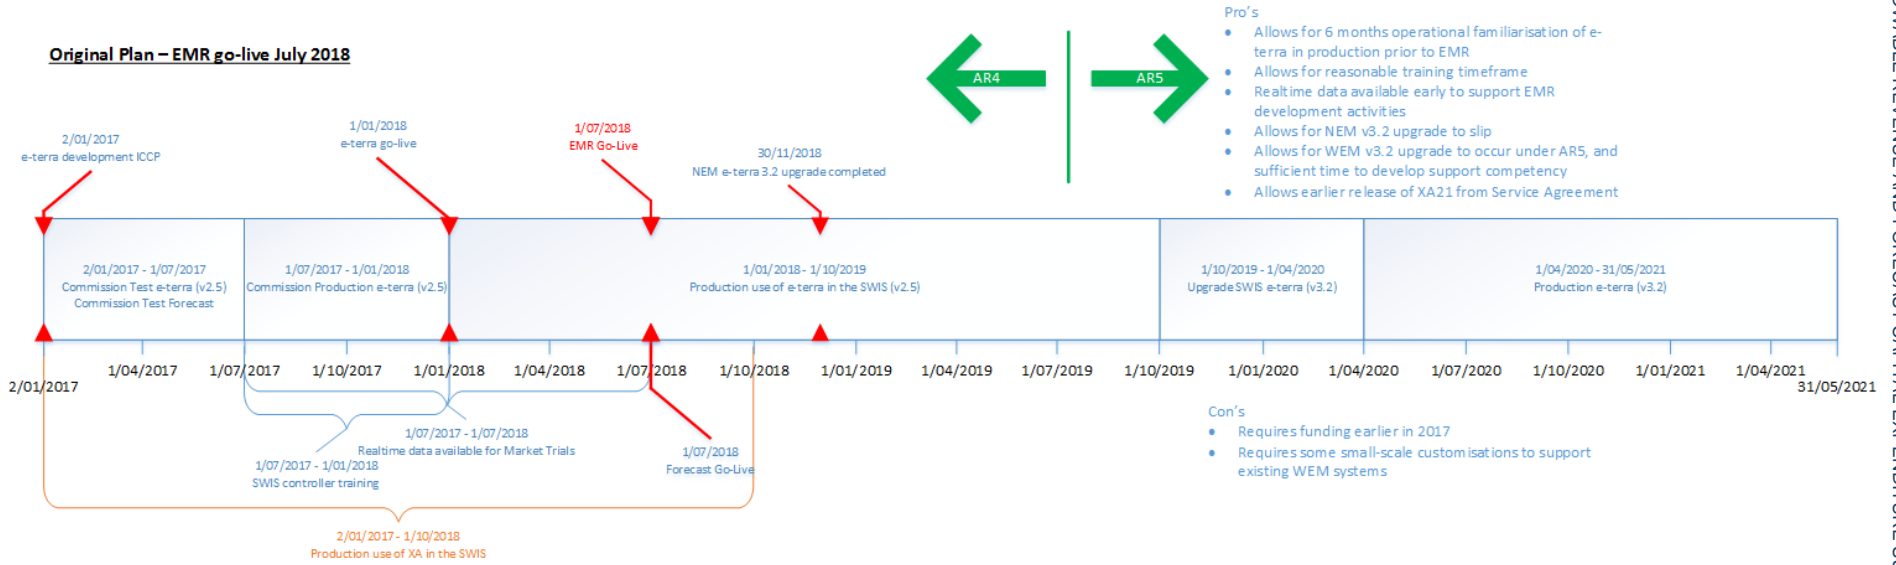 Original Plan – EMR go-live July 2018
AR4
AR5
Pro's
• Allows for 6 months operational familiarisation of e-
terra in production prior to EMR
• Allows for reasonable training timeframe
• Realtime data available early to support EMR
development activities
• Allows for NEM v3.2 upgrade to slip
• Allows for WEM v3.2 upgrade to occur under AR5, and
sufficient time to develop support competency
• Allows earlier release of XA21 from Service Agreement
2/01/2017
e-terra development ICCP
1/01/2018
e-terra go-live
1/07/2018
EMR Go-Live
30/11/2018
NEM e-terra 3.2 upgrade completed
2/01/2017 - 1/07/2017
Commission Test e-terra (v2.5)
Commission Test Forecast
1/07/2017 - 1/01/2018
Commission Production e-terra (v2.5)
1/01/2018 - 1/10/2019
Production use of e-terra in the SWIS (v2.5)
1/10/2019 - 1/04/2020
Upgrade SWIS e-terra (v3.2)
1/04/2020 - 31/05/2021
Production e-terra (v3.2)
2/01/2017
1/04/2017
1/07/2017
1/10/2017
1/01/2018
1/04/2018
1/07/2018
1/10/2018
1/01/2019
1/04/2019
1/07/2019
1/10/2019
1/01/2020
1/04/2020
1/07/2020
1/10/2020
1/01/2021
1/04/2021
31/05/2021
1/07/2017 - 1/07/2018
Realtime data available for Market Trials
1/07/2017 - 1/01/2018
SWIS controller training
1/07/2018
Forecast Go-Live
2/01/2017 - 1/10/2018
Production use of XA in the SWIS
Con's
• Requires funding earlier in 2017
• Requires some small-scale customisations to support
existing WEM systems